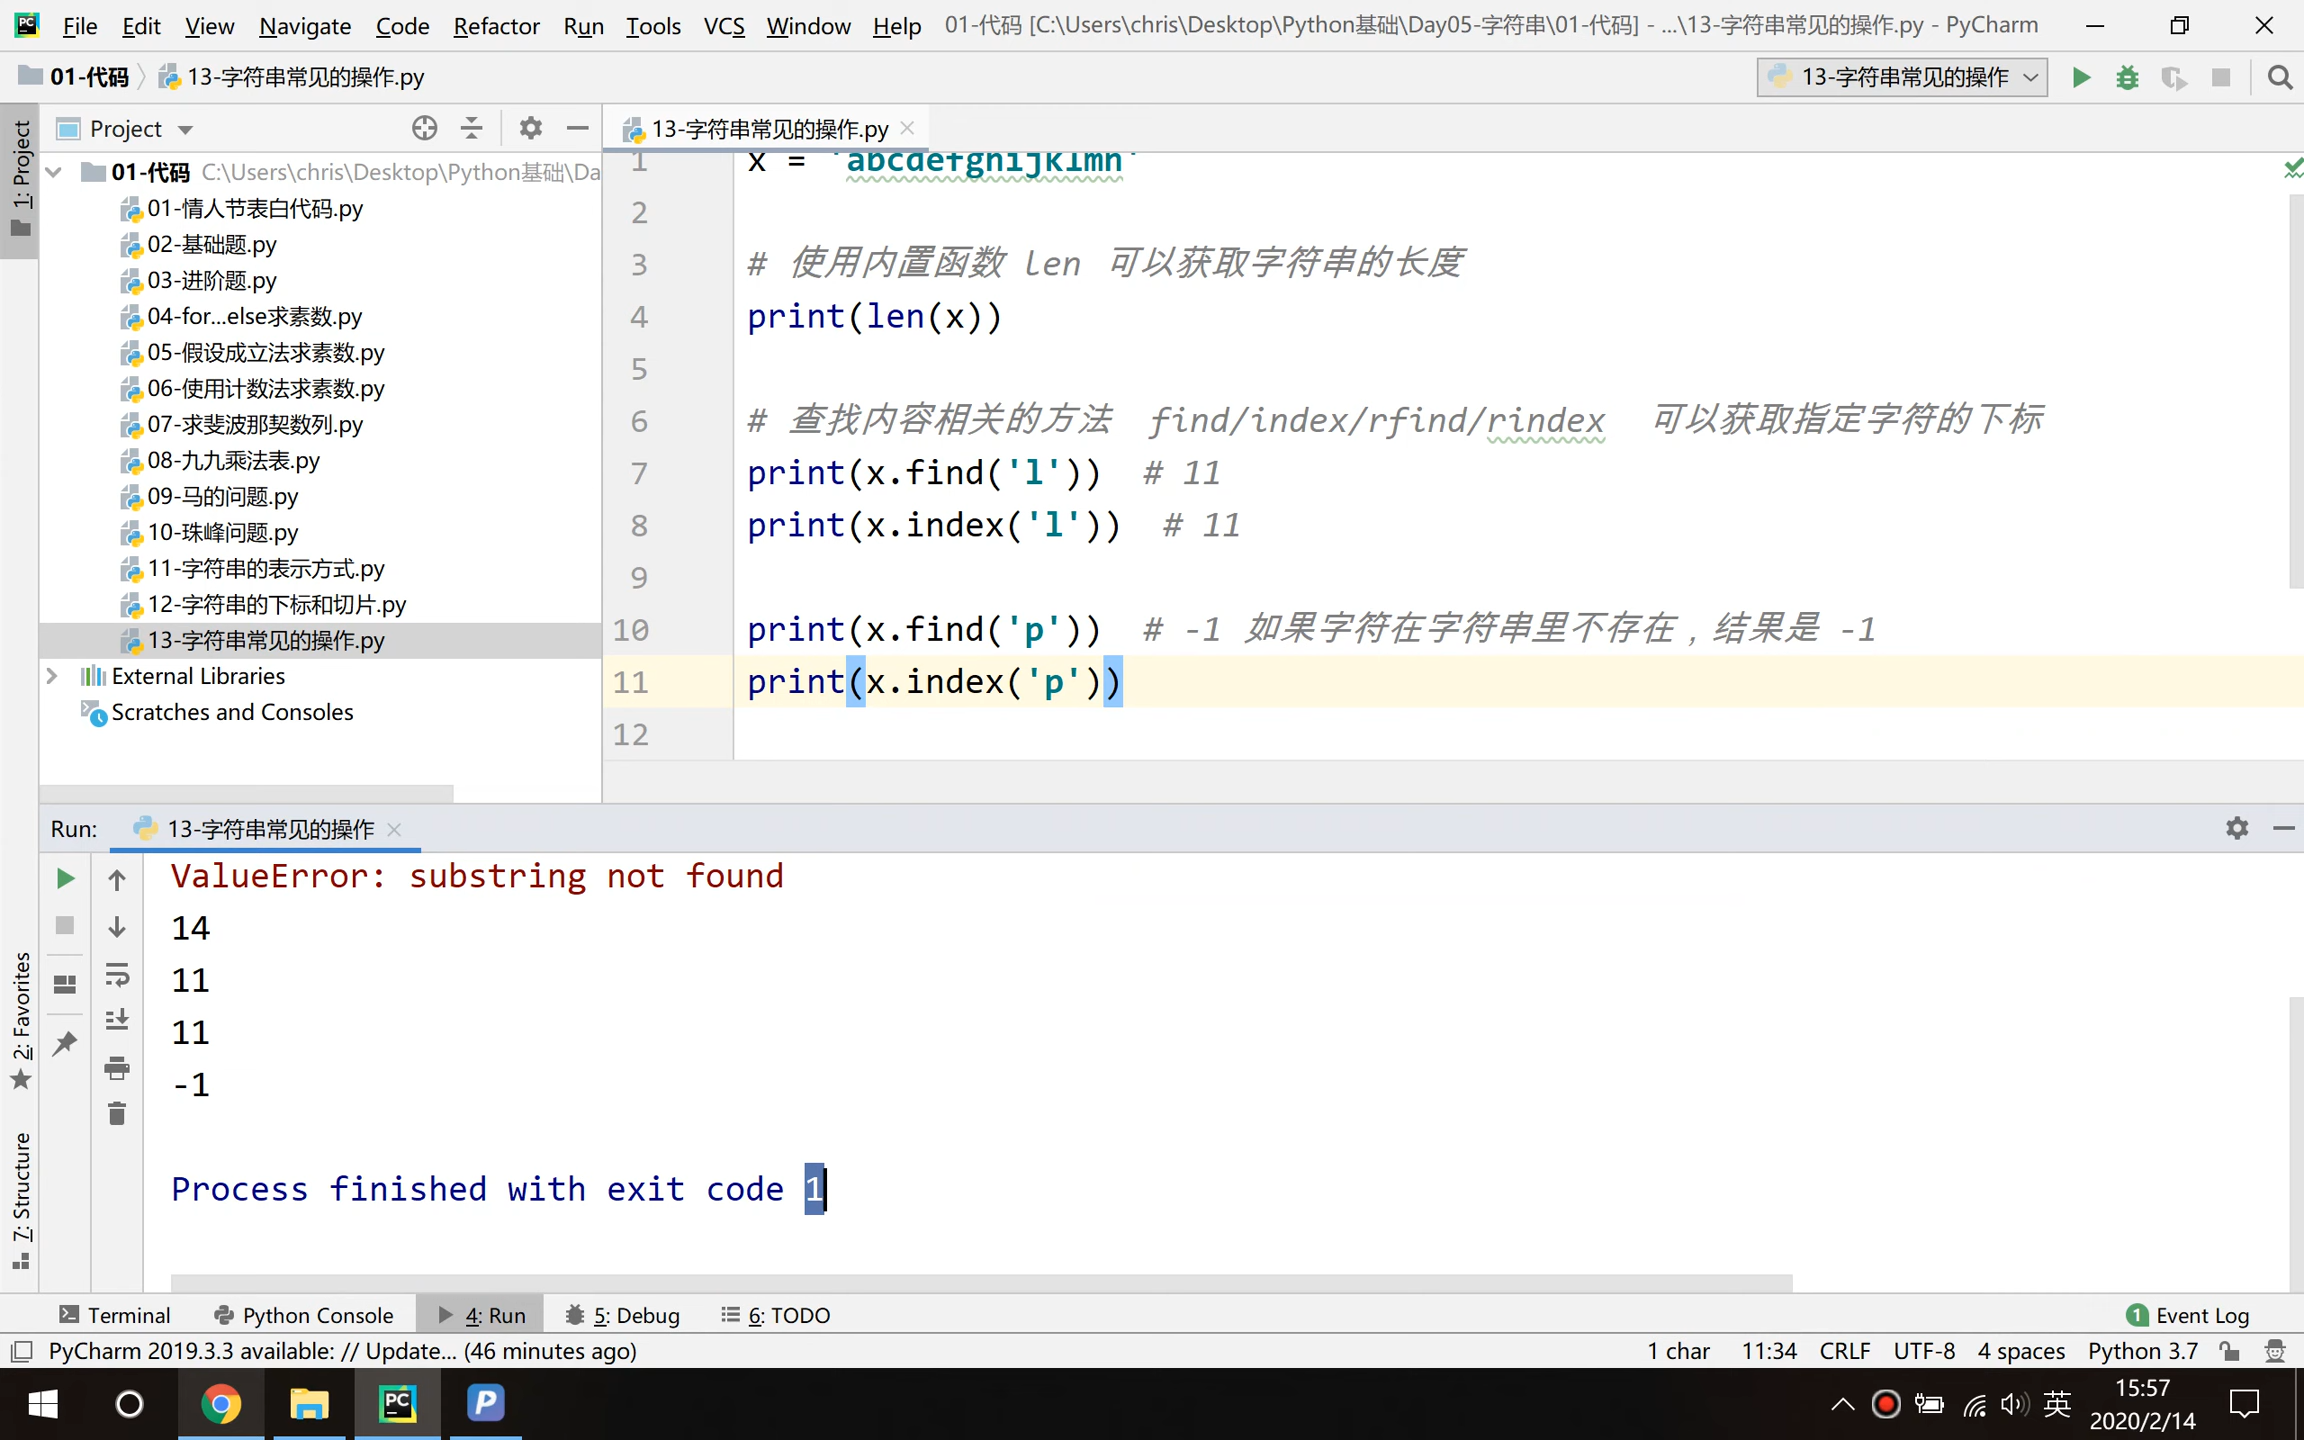 File Edit View Navigate Code Refactor Run Tools VCS Window Help 01-代码 [C:\Users\chris\Desktop\Python基础\Day05-字符串\01-代码] - ...\13-字符串常见的操作.py - PyCharm
01-代码 13-字符串常见的操作.py 13-字符串常见的操作
1: Project
Project
01-代码 C:\Users\chris\Desktop\Python基础\Da
01-情人节表白代码.py
02-基础题.py
03-进阶题.py
04-for...else求素数.py
05-假设成立法求素数.py
06-使用计数法求素数.py
07-求斐波那契数列.py
08-九九乘法表.py
09-马的问题.py
10-珠峰问题.py
11-字符串的表示方式.py
12-字符串的下标和切片.py
13-字符串常见的操作.py
External Libraries
Scratches and Consoles
13-字符串常见的操作.py
1 x = 'abcdefghijklmn'
2
3 # 使用内置函数 len 可以获取字符串的长度
4 print(len(x))
5
6 # 查找内容相关的方法 find/index/rfind/rindex 可以获取指定字符的下标
7 print(x.find('l')) # 11
8 print(x.index('l')) # 11
9
10 print(x.find('p')) # -1 如果字符在字符串里不存在，结果是 -1
11 print(x.index('p'))
12
Run: 13-字符串常见的操作
ValueError: substring not found
14
11
11
-1
Process finished with exit code 1
2: Favorites
7: Structure
Terminal Python Console 4: Run 5: Debug 6: TODO 1 Event Log
PyCharm 2019.3.3 available: // Update... (46 minutes ago) 1 char 11:34 CRLF UTF-8 4 spaces Python 3.7
PC
P
英
15:57
2020/2/14